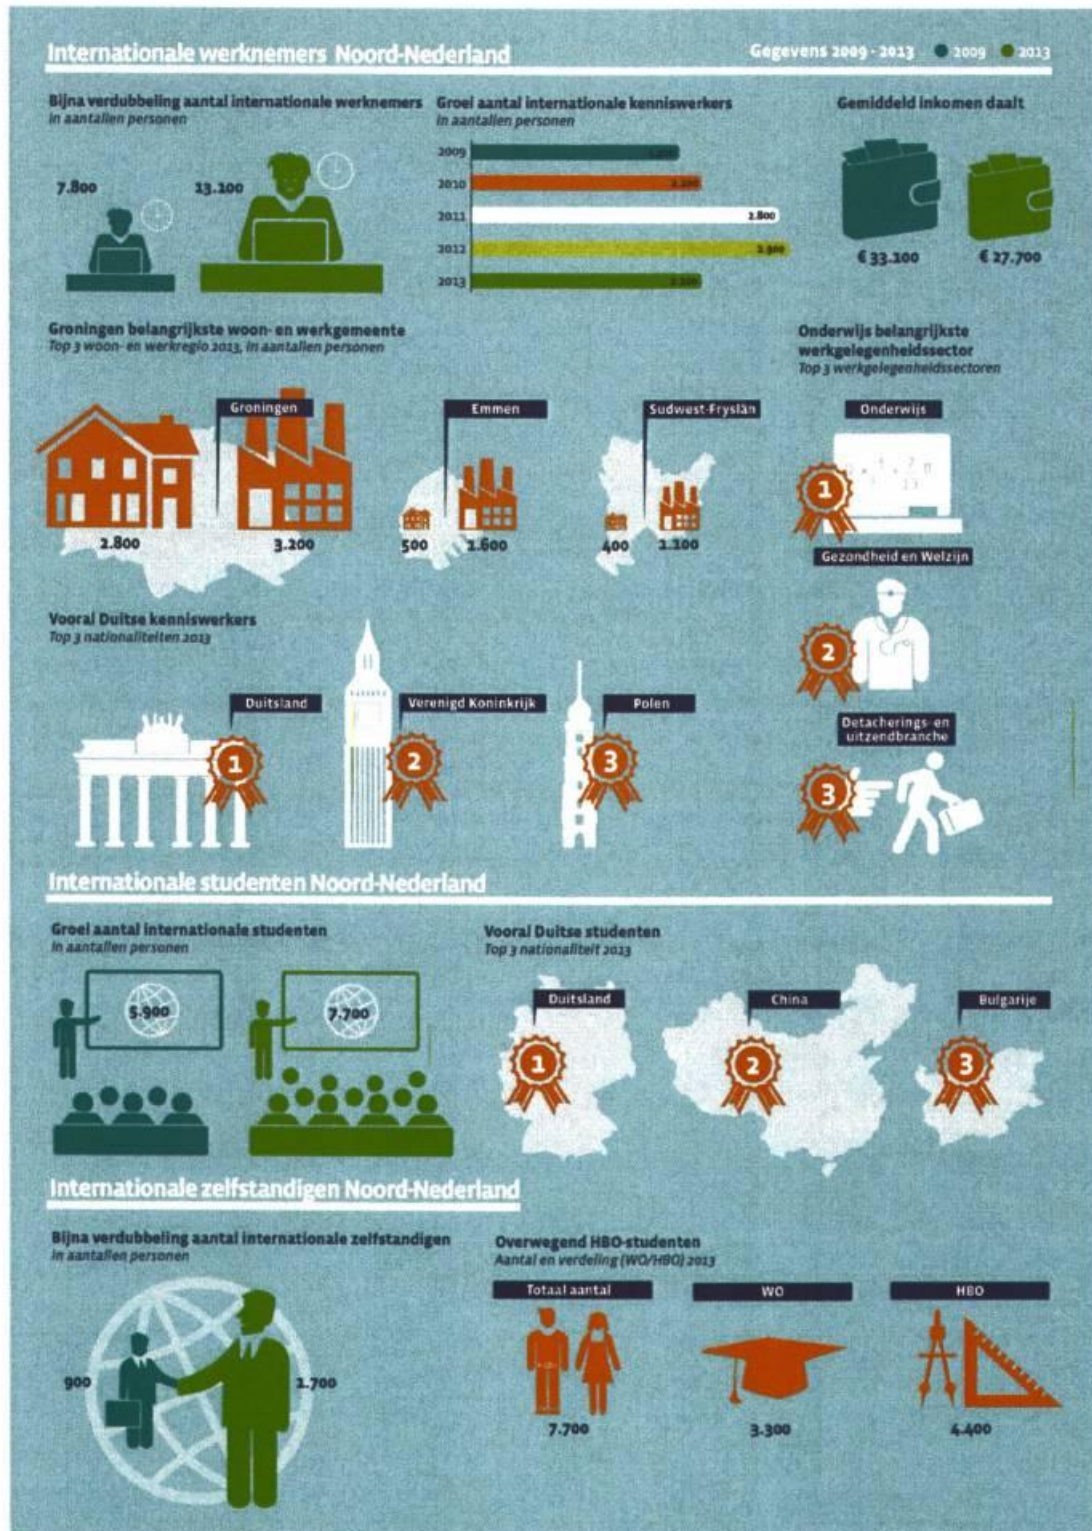 Internationale werknemers Noord-Nederland
Gegevens 2009 - 2013
2009
2013
Bijna verdubbeling aantal internationale werknemers
in aantallen personen
7.800
13.100
Groei aantal internationale kenniswerkers
in aantallen personen
2009
2010
2.200
2011
2.800
2012
2.900
2013
2.200
Gemiddeld inkomen daalt
€ 33.100
€ 27.700
Groningen belangrijkste woon- en werkgemeente
Top 3 woon- en werkregio 2013, in aantallen personen
Groningen
2.800
3.200
Emmen
500
1.600
Sudwest-Fryslân
400
1.100
Onderwijs belangrijkste
werkgelegenheidssector
Top 3 werkgelegenheidssectoren
Onderwijs
1
Gezondheid en Welzijn
2
Detacherings- en
uitzendbranche
3
Vooral Duitse kenniswerkers
Top 3 nationaliteiten 2013
Duitsland
1
Verenigd Koninkrijk
2
Polen
3
Internationale studenten Noord-Nederland
Groei aantal internationale studenten
in aantallen personen
5.900
7.700
Vooral Duitse studenten
Top 3 nationaliteit 2013
Duitsland
1
China
2
Bulgarije
3
Internationale zelfstandigen Noord-Nederland
Bijna verdubbeling aantal internationale zelfstandigen
in aantallen personen
900
1.700
Overwegend HBO-studenten
Aantal en verdeling (WO/HBO) 2013
Totaal aantal
7.700
WO
3.300
HBO
4.400